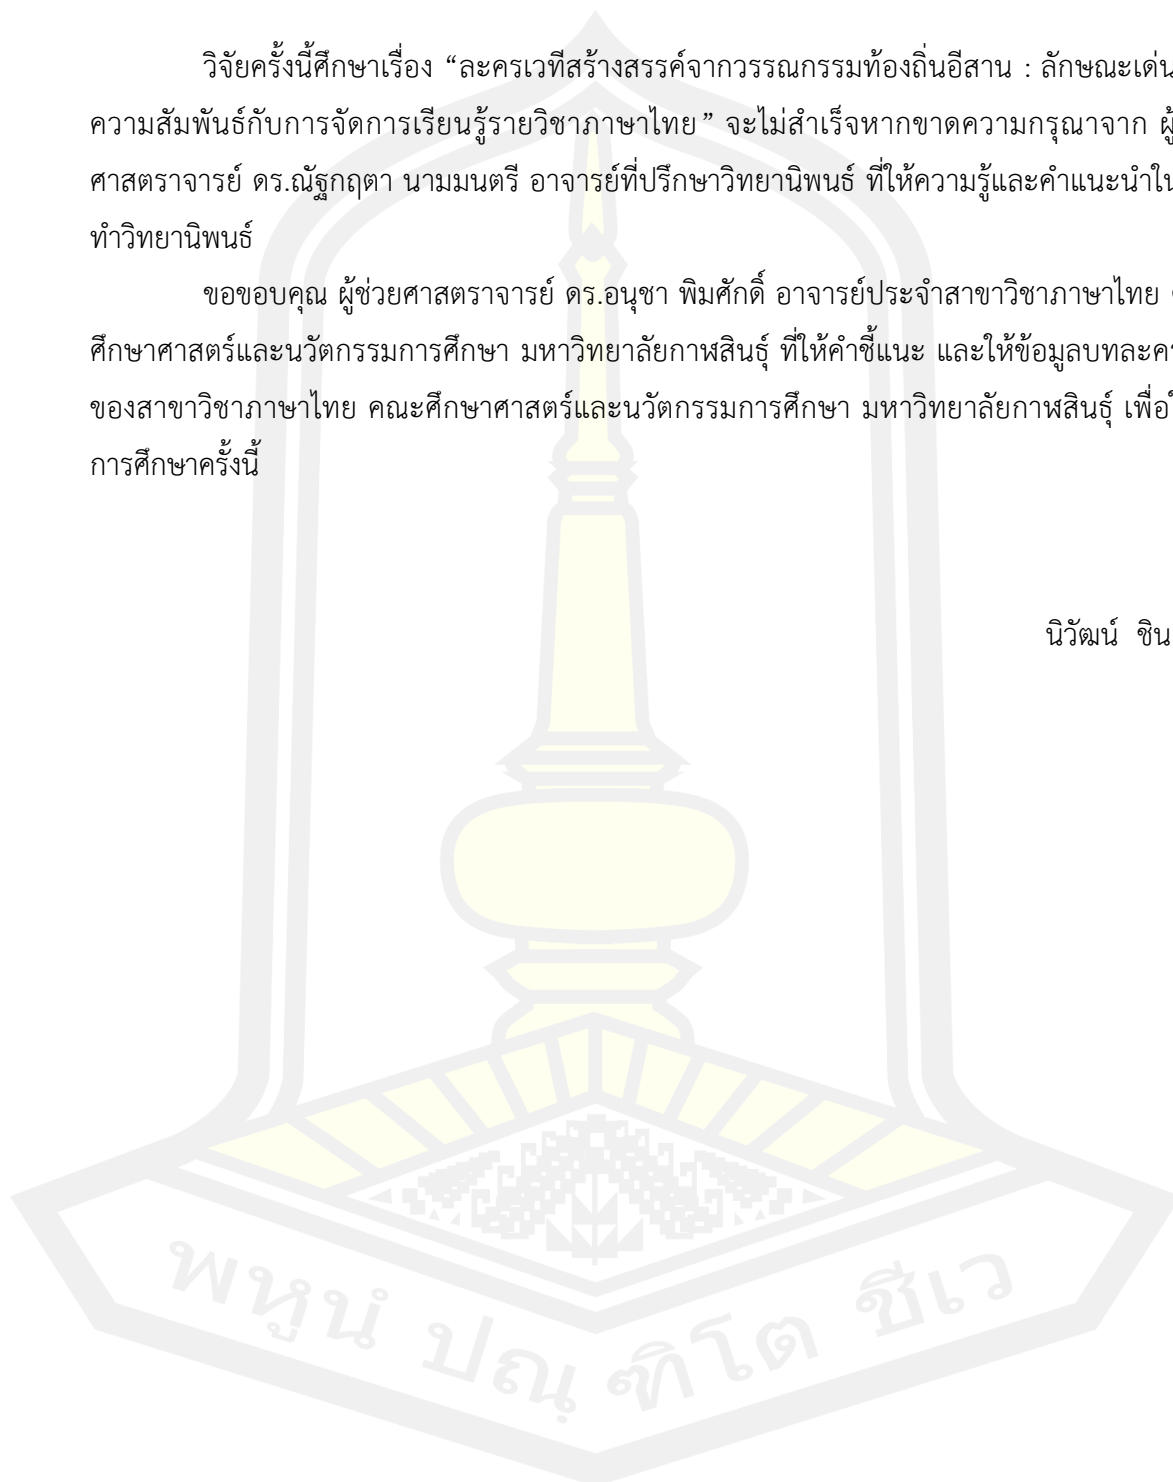 วิจัยครั้งนี้ศึกษาเรื่อง “ละครเวทีสร้างสรรค์จากวรรณกรรมท้องถิ่นอีสาน : ลักษณะเด่น
ความสัมพันธ์กับการจัดการเรียนรู้รายวิชาภาษาไทย” จะไม่สำเร็จหากขาดความกรุณาจาก
ศาสตราจารย์ ดร.ณัฐกฤตา นามมนตรี อาจารย์ที่ปรึกษาวิทยานิพนธ์ ที่ให้ความรู้และคำแนะนำใน
ทำวิทยานิพนธ์
ขอขอบคุณ ผู้ช่วยศาสตราจารย์ ดร.อนุชา พิมศักดิ์ อาจารย์ประจำสาขาวิชาภาษาไทย
ศึกษาศาสตร์และนวัตกรรมการศึกษา มหาวิทยาลัยกาฬสินธุ์ ที่ให้คำชี้แนะ และให้ข้อมูลบทละคร
ของสาขาวิชาภาษาไทย คณะศึกษาศาสตร์และนวัตกรรมการศึกษา มหาวิทยาลัยกาฬสินธุ์
การศึกษาครั้งนี้
นิวัฒน์ ชิน
พหูนํ ปณฺฑิโต ชีเว